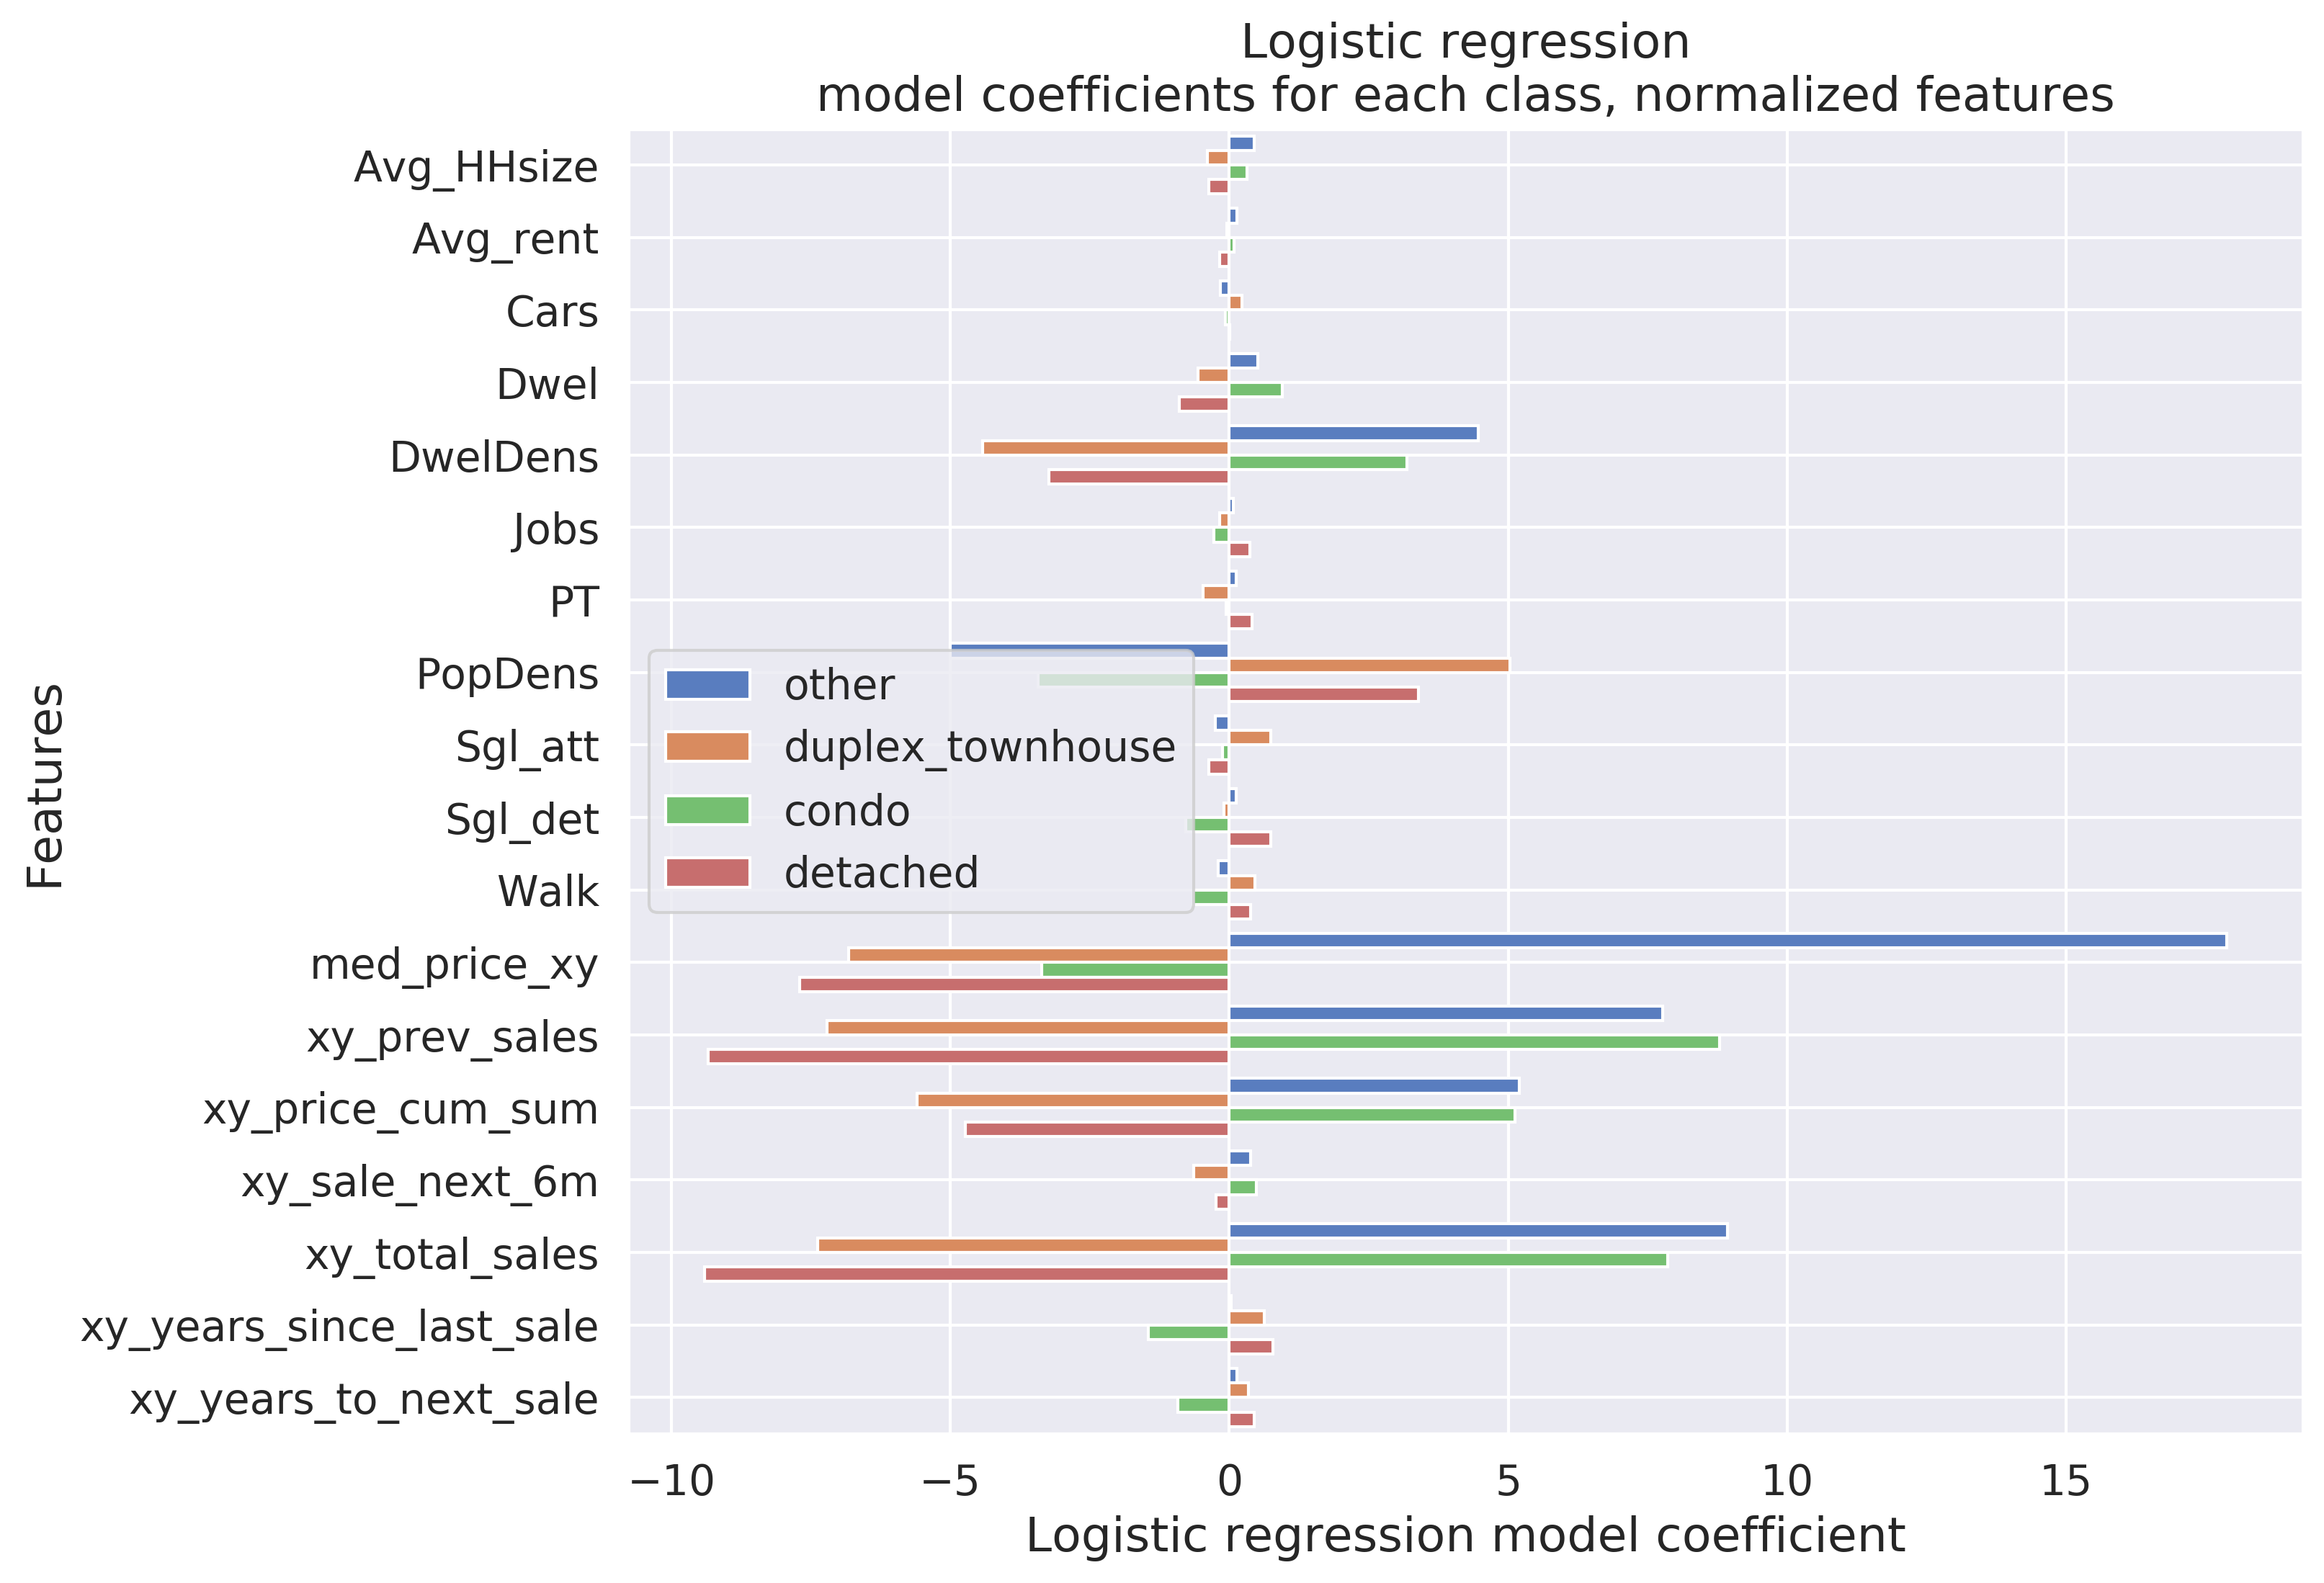 Logistic regression
model coefficients for each class, normalized features
Features
Avg_HHsize
Avg_rent
Cars
Dwel
DwelDens
Jobs
PT
PopDens
Sgl_att
Sgl_det
Walk
med_price_xy
xy_prev_sales
xy_price_cum_sum
xy_sale_next_6m
xy_total_sales
xy_years_since_last_sale
xy_years_to_next_sale
other
duplex_townhouse
condo
detached
−10
−5
0
5
10
15
Logistic regression model coefficient